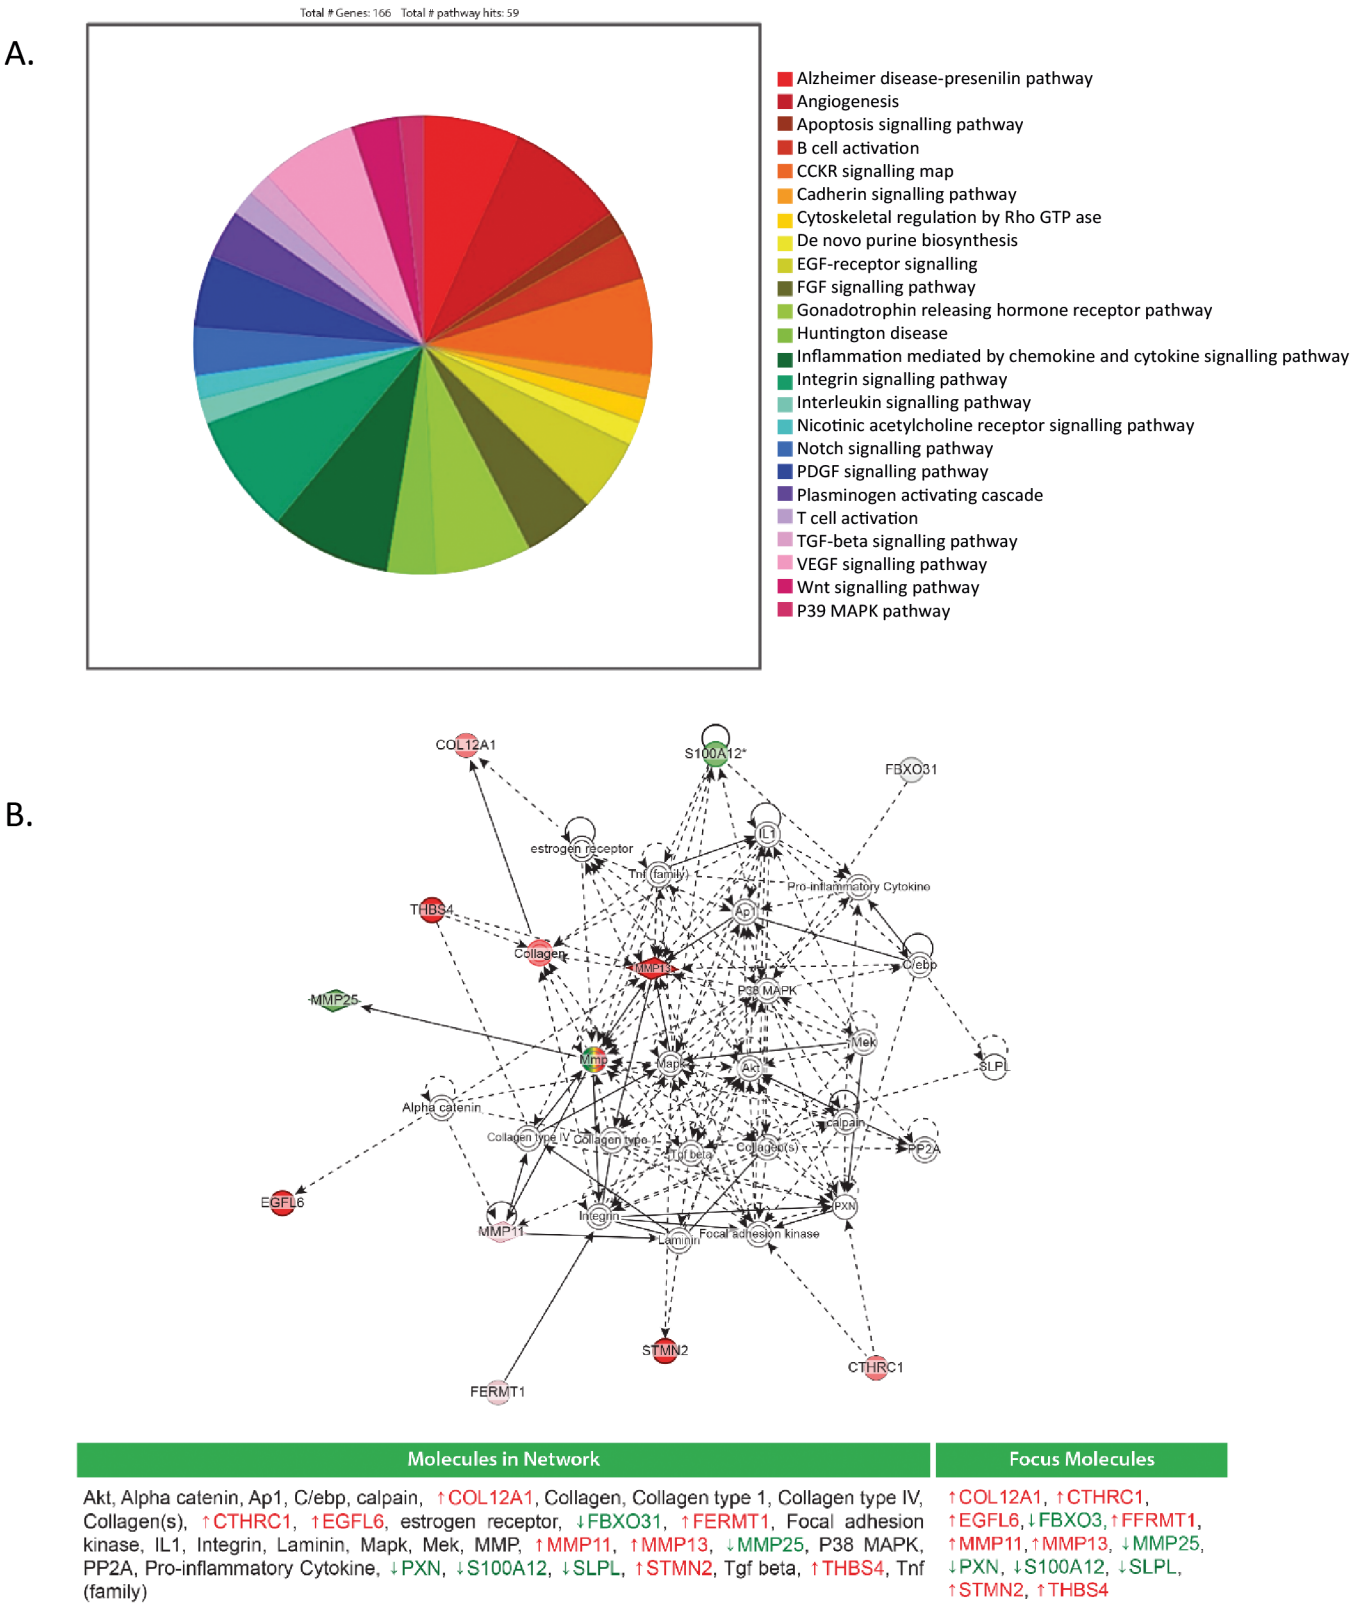 Total # Genes: 166 Total # pathway hits: 59
A.
Alzheimer disease-presenilin pathway
Angiogenesis
Apoptosis signalling pathway
B cell activation
CCKR signalling map
Cadherin signalling pathway
Cytoskeletal regulation by Rho GTP ase
De novo purine biosynthesis
EGF-receptor signalling
FGF signalling pathway
Gonadotrophin releasing hormone receptor pathway
Huntington disease
Inflammation mediated by chemokine and cytokine signalling pathway
Integrin signalling pathway
Interleukin signalling pathway
Nicotinic acetylcholine receptor signalling pathway
Notch signalling pathway
PDGF signalling pathway
Plasminogen activating cascade
T cell activation
TGF-beta signalling pathway
VEGF signalling pathway
Wnt signalling pathway
P39 MAPK pathway
B.
COL12A1
S100A12*
FBXO31
IL1
estrogen receptor
Tnf (family)
Pro-inflammatory Cytokine
THBS4
Ap1
Collagen
MMP13
C/ebp
P38 MAPK
MMP25
Mek
Mmp
Mapk
Akt
SLPL
Alpha catenin
calpain
Collagen type IV
Collagen type 1
Tgf beta
Collagen(s)
PP2A
EGFL6
PXN
Integrin
MMP11
Laminin
Focal adhesion kinase
STMN2
CTHRC1
FERMT1
Molecules in Network
Akt, Alpha catenin, Ap1, C/ebp, calpain, ↑COL12A1, Collagen, Collagen type 1, Collagen type IV,
Collagen(s), ↑CTHRC1, ↑EGFL6, estrogen receptor, ↓FBXO31, ↑FERMT1, Focal adhesion
kinase, IL1, Integrin, Laminin, Mapk, Mek, MMP, ↑MMP11, ↑MMP13, ↓MMP25, P38 MAPK,
PP2A, Pro-inflammatory Cytokine, ↓PXN, ↓S100A12, ↓SLPL, ↑STMN2, Tgf beta, ↑THBS4, Tnf
(family)
Focus Molecules
↑COL12A1, ↑CTHRC1,
↑EGFL6,↓FBXO3,↑FFRMT1,
↑MMP11,↑MMP13, ↓MMP25,
↓PXN, ↓S100A12, ↓SLPL,
↑STMN2, ↑THBS4